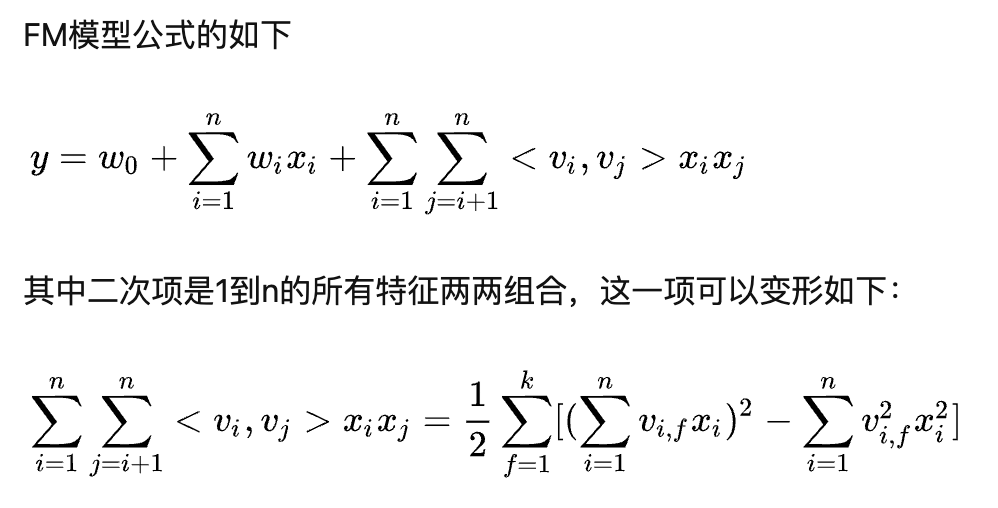 FM模型公式的如下
$y = w_0 + \sum_{i=1}^{n} w_i x_i + \sum_{i=1}^{n} \sum_{j=i+1}^{n} < v_i, v_j > x_i x_j$
其中二次项是1到n的所有特征两两组合，这一项可以变形如下：
$\sum_{i=1}^{n} \sum_{j=i+1}^{n} < v_i, v_j > x_i x_j = \frac{1}{2} \sum_{f=1}^{k} [(\sum_{i=1}^{n} v_{i,f} x_i)^2 - \sum_{i=1}^{n} v_{i,f}^2 x_i^2]$